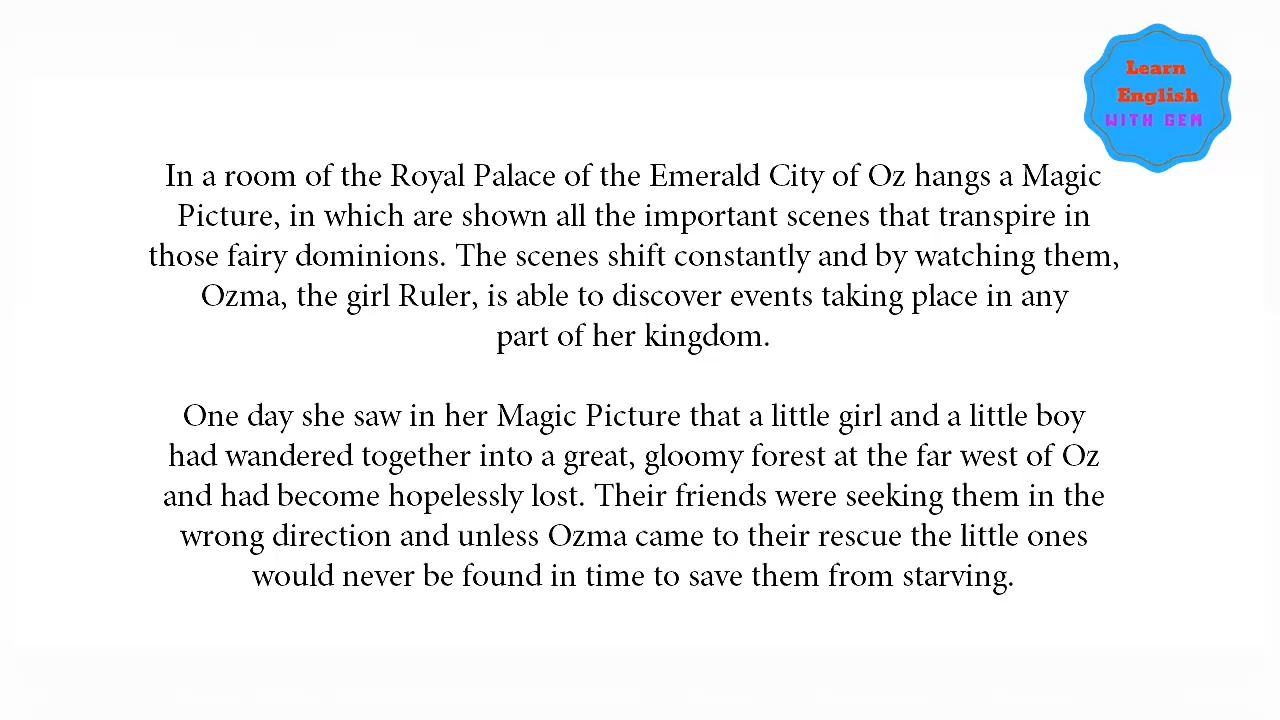 Learn
English
WITH GEM
In a room of the Royal Palace of the Emerald City of Oz hangs a Magic
Picture, in which are shown all the important scenes that transpire in
those fairy dominions. The scenes shift constantly and by watching them,
Ozma, the girl Ruler, is able to discover events taking place in any
part of her kingdom.
One day she saw in her Magic Picture that a little girl and a little boy
had wandered together into a great, gloomy forest at the far west of Oz
and had become hopelessly lost. Their friends were seeking them in the
wrong direction and unless Ozma came to their rescue the little ones
would never be found in time to save them from starving.